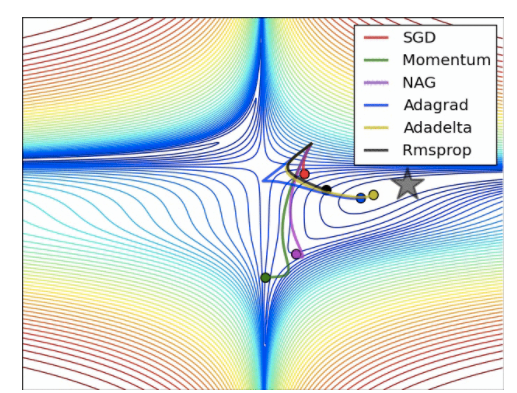 SGD
Momentum
NAG
Adagrad
Adadelta
Rmsprop